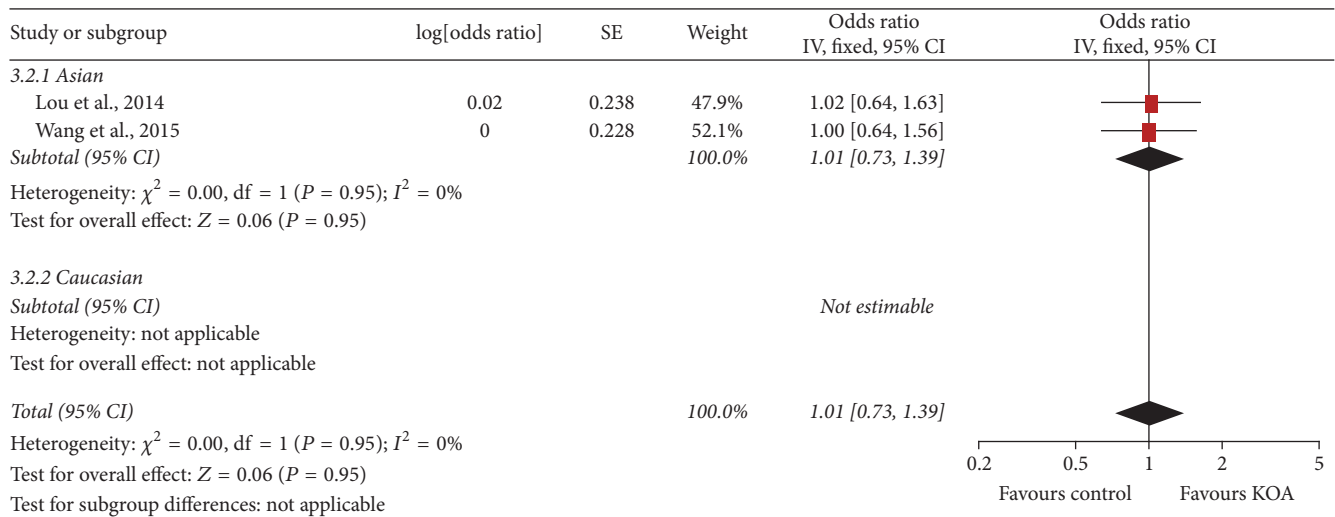 Study or subgroup log[odds ratio] SE Weight Odds ratio IV, fixed, 95% CI Odds ratio IV, fixed, 95% CI
3.2.1 Asian
Lou et al., 2014 0.02 0.238 47.9% 1.02 [0.64, 1.63]
Wang et al., 2015 0 0.228 52.1% 1.00 [0.64, 1.56]
Subtotal (95% CI) 100.0% 1.01 [0.73, 1.39]
Heterogeneity: χ² = 0.00, df = 1 (P = 0.95); I² = 0%
Test for overall effect: Z = 0.06 (P = 0.95)
3.2.2 Caucasian
Subtotal (95% CI) Not estimable
Heterogeneity: not applicable
Test for overall effect: not applicable
Total (95% CI) 100.0% 1.01 [0.73, 1.39]
Heterogeneity: χ² = 0.00, df = 1 (P = 0.95); I² = 0%
Test for overall effect: Z = 0.06 (P = 0.95)
Test for subgroup differences: not applicable
0.2 0.5 1 2 5
Favours control Favours KOA